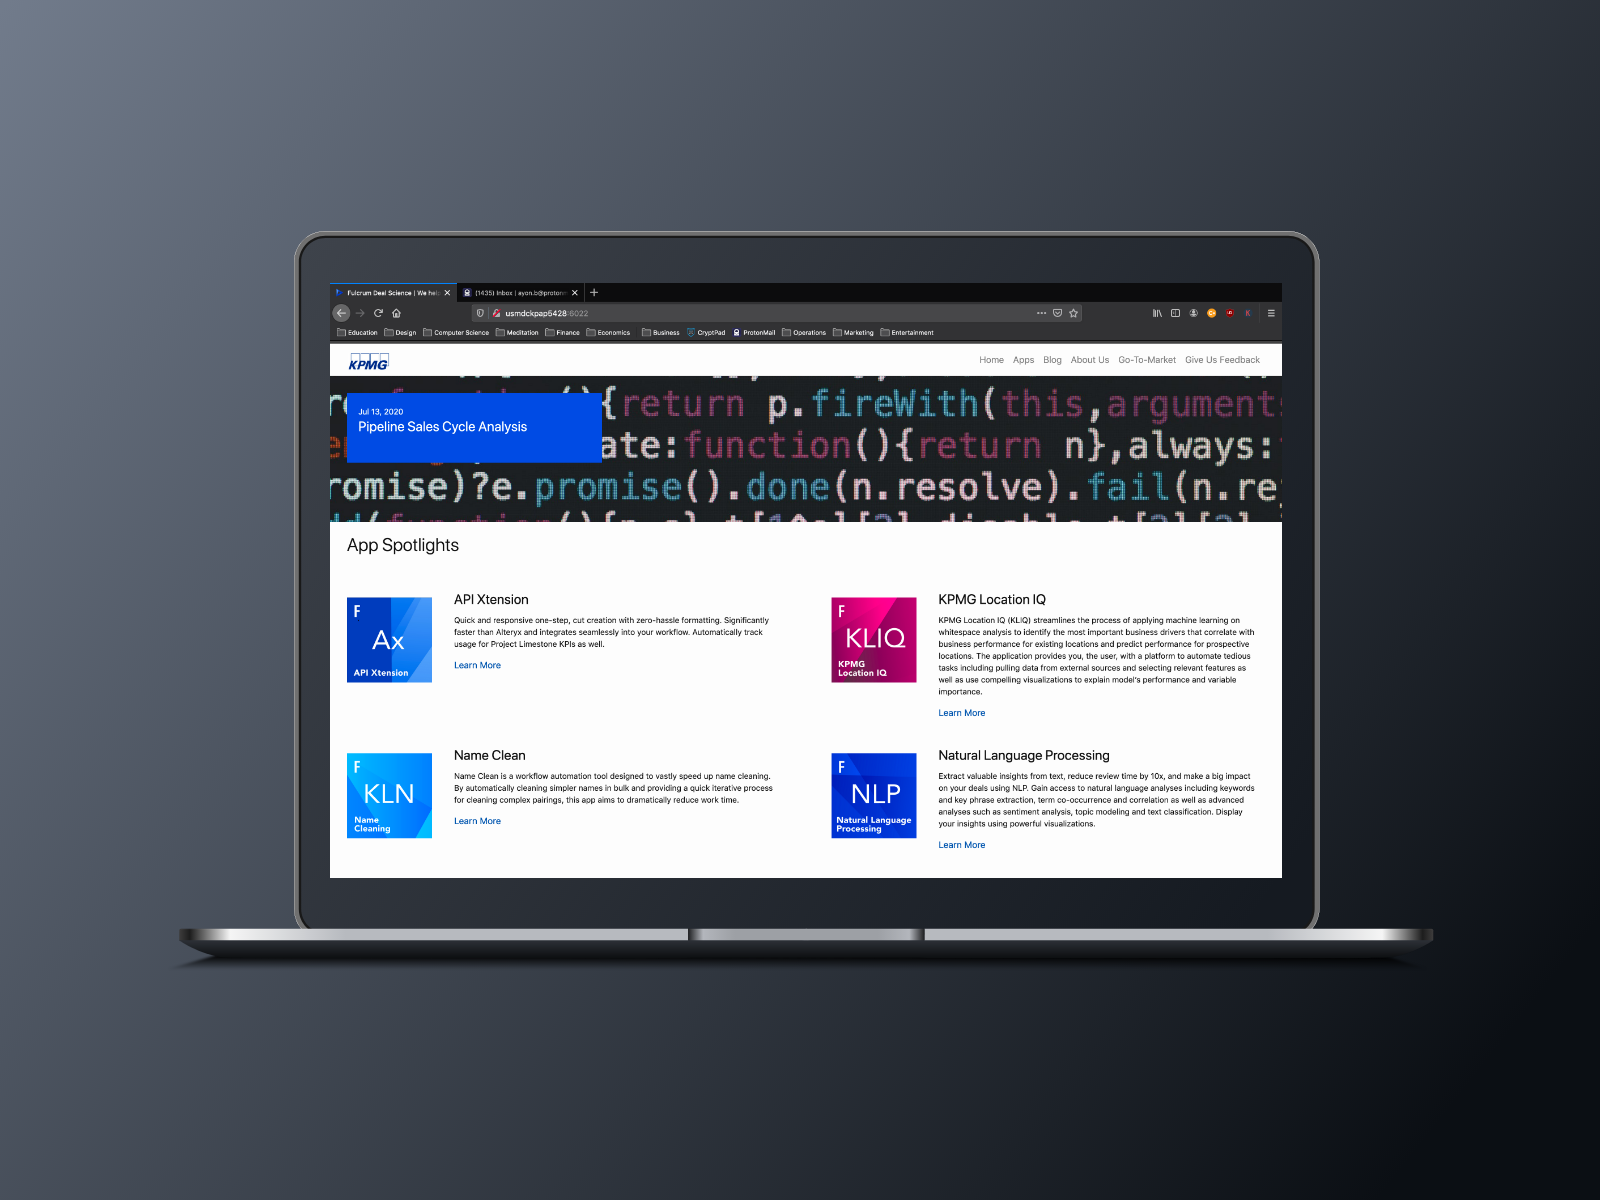 Fulcrum Deal Science | We hel
(1435) Inbox | ayon.b@proton
usmdckpap5428:6022
Education Design Computer Science Meditation Finance Economics Business CryptPad ProtonMail Operations Marketing Entertainment
KPMG
Home Apps Blog About Us Go-To-Market Give Us Feedback
(){return p.fireWith(this,arguments
Jul 13, 2020
Pipeline Sales Cycle Analysis
ate:function(){return n},always:
romise)?e.promise().done(n.resolve).fail(n.re
App Spotlights
F
Ax
API Xtension
API Xtension
Quick and responsive one-step, cut creation with zero-hassle formatting. Significantly
faster than Alteryx and integrates seamlessly into your workflow. Automatically track
usage for Project Limestone KPIs as well.
Learn More
F
KLIQ
KPMG
Location IQ
KPMG Location IQ
KPMG Location IQ (KLIQ) streamlines the process of applying machine learning on
whitespace analysis to identify the most important business drivers that correlate with
business performance for existing locations and predict performance for prospective
locations. The application provides you, the user, with a platform to automate tedious
tasks including pulling data from external sources and selecting relevant features as
well as use compelling visualizations to explain model's performance and variable
importance.
Learn More
F
KLN
Name
Cleaning
Name Clean
Name Clean is a workflow automation tool designed to vastly speed up name cleaning.
By automatically cleaning simpler names in bulk and providing a quick iterative process
for cleaning complex pairings, this app aims to dramatically reduce work time.
Learn More
F
NLP
Natural Language
Processing
Natural Language Processing
Extract valuable insights from text, reduce review time by 10x, and make a big impact
on your deals using NLP. Gain access to natural language analyses including keywords
and key phrase extraction, term co-occurrence and correlation as well as advanced
analyses such as sentiment analysis, topic modeling and text classification. Display
your insights using powerful visualizations.
Learn More